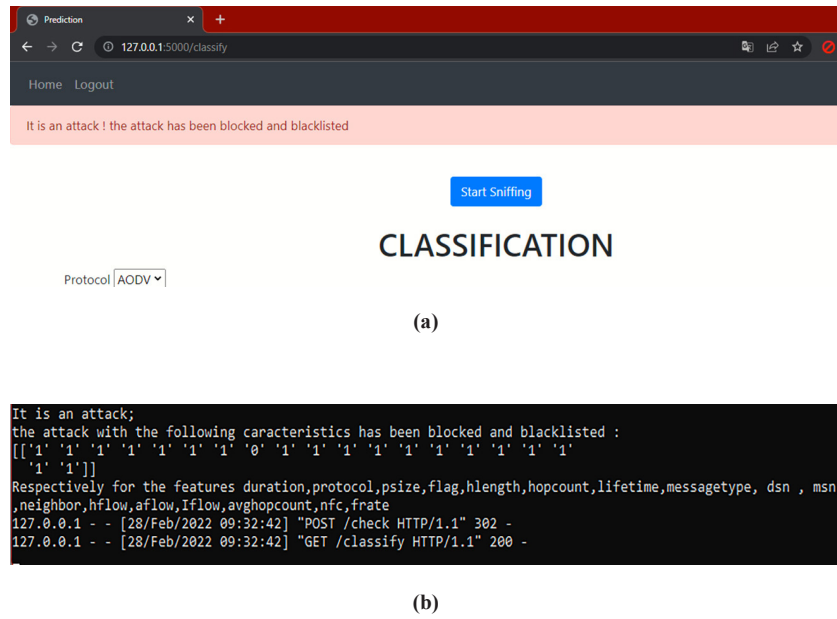 Prediction
127.0.0.1:5000/classify
Home Logout
It is an attack ! the attack has been blocked and blacklisted
Start Sniffing
CLASSIFICATION
Protocol AODV
(a)
It is an attack;
the attack with the following caracteristics has been blocked and blacklisted :
[['1' '1' '1' '1' '1' '1' '1' '0' '1' '1' '1' '1' '1' '1' '1' '1' '1' '1'
'1' '1']]
Respectively for the features duration,protocol,psize,flag,hlength,hopcount,lifetime,messagetype, dsn , msn
,neighbor,hflow,aflow,Iflow,avghopcount,nfc,frate
127.0.0.1 - - [28/Feb/2022 09:32:42] "POST /check HTTP/1.1" 302 -
127.0.0.1 - - [28/Feb/2022 09:32:42] "GET /classify HTTP/1.1" 200 -
(b)